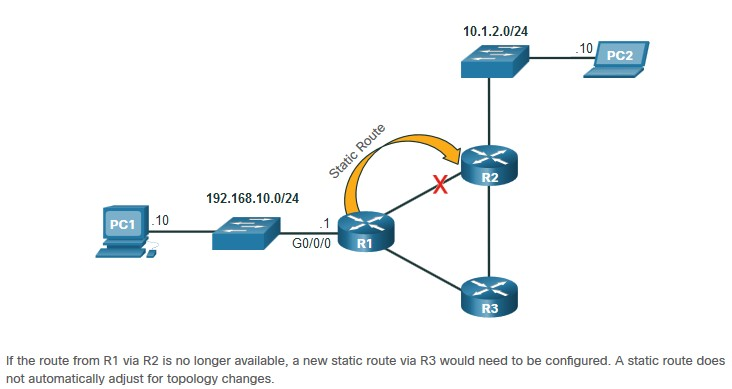 10.1.2.0/24
.10
PC2
Static Route
R2
192.168.10.0/24
PC1
.10
.1
G0/0/0
R1
R3
If the route from R1 via R2 is no longer available, a new static route via R3 would need to be configured. A static route does
not automatically adjust for topology changes.